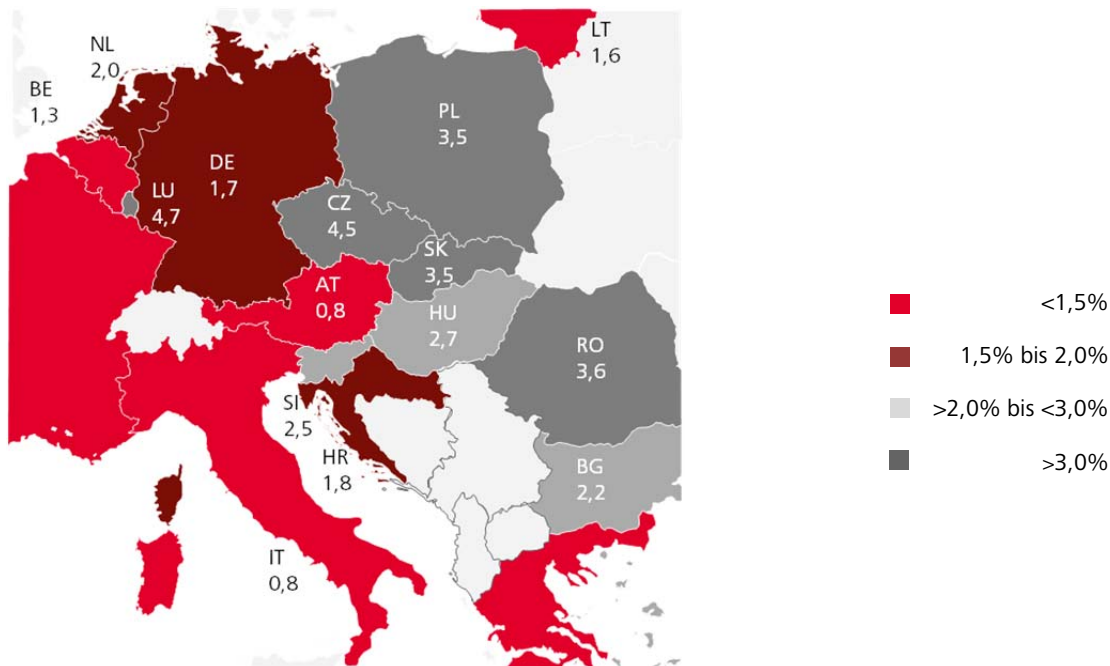 NL
2,0
LT
1,6
BE
1,3
PL
3,5
DE
1,7
LU
4,7
CZ
4,5
SK
3,5
AT
0,8
HU
2,7
RO
3,6
SI
2,5
HR
1,8
BG
2,2
IT
0,8
<1,5%
1,5% bis 2,0%
>2,0% bis <3,0%
>3,0%